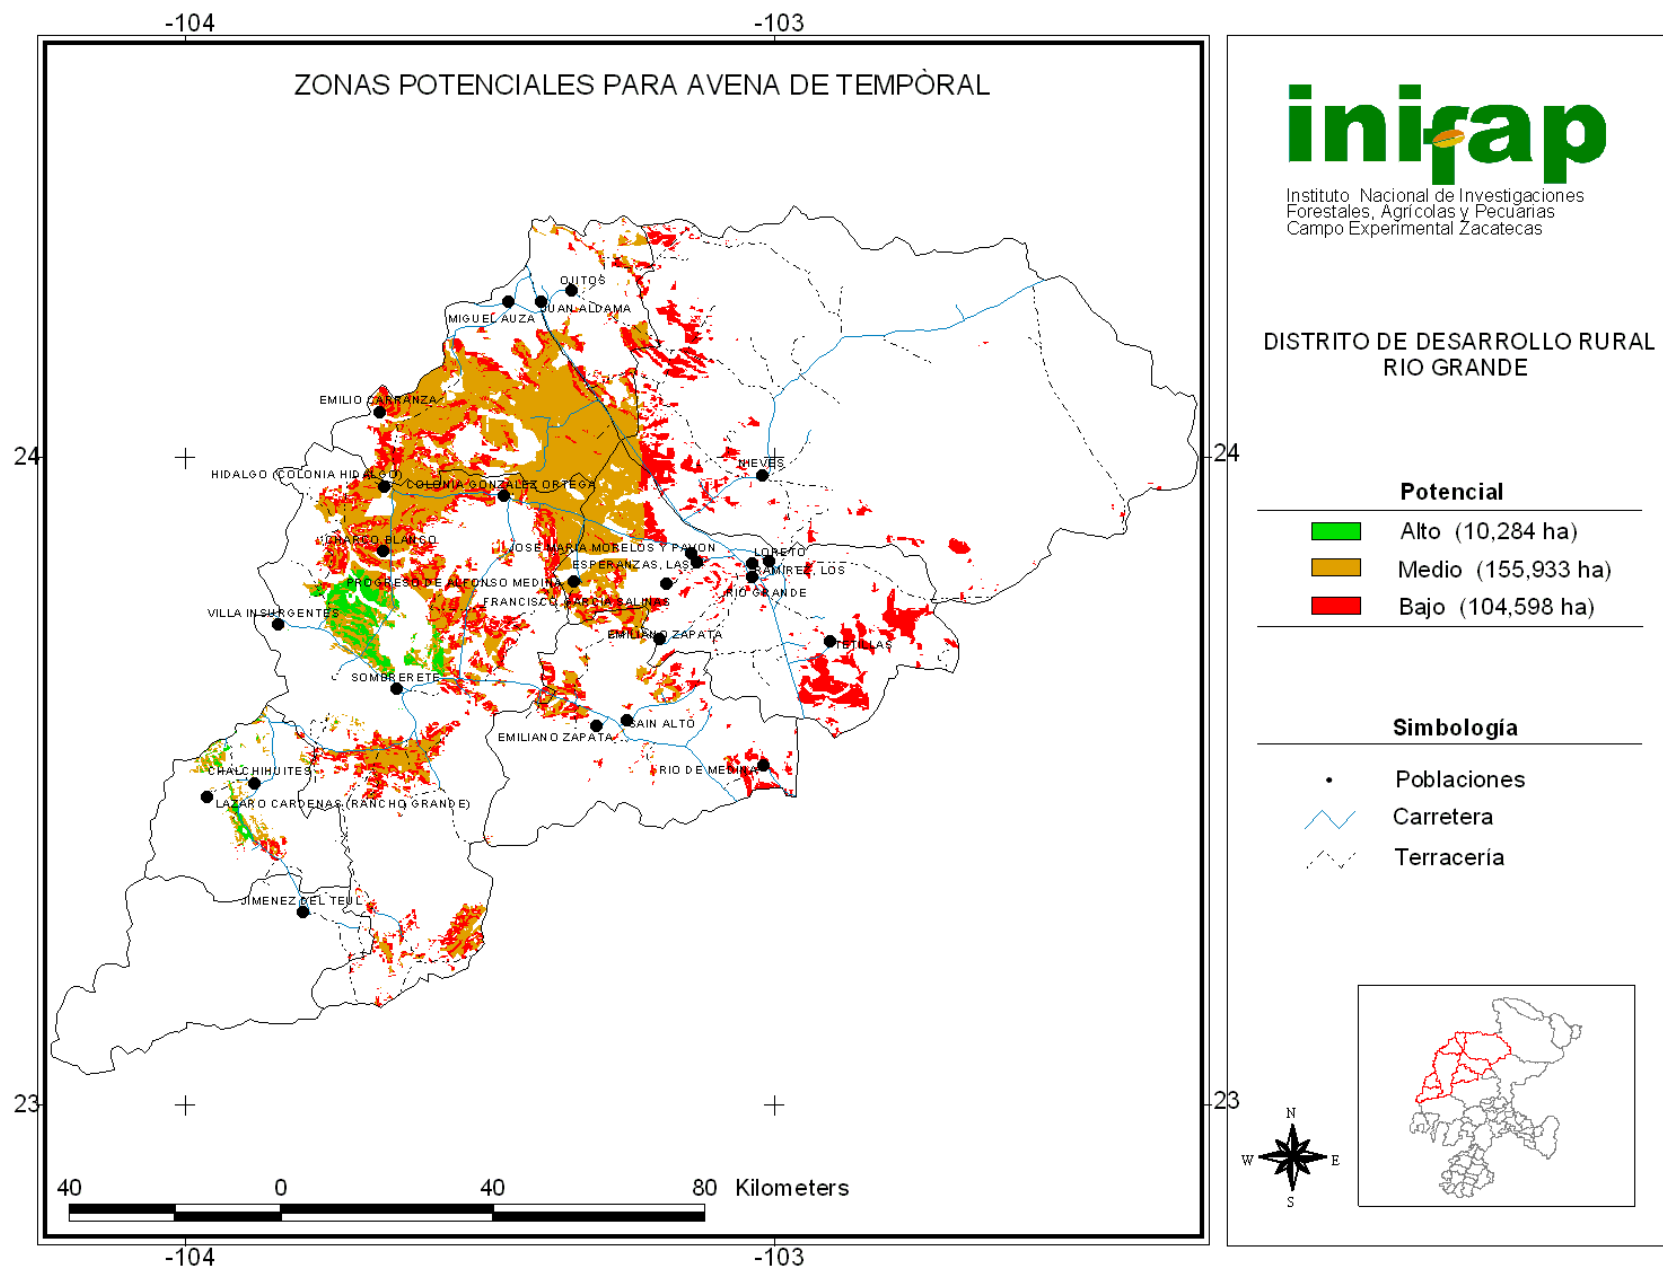 -104
-103
ZONAS POTENCIALES PARA AVENA DE TEMPÒRAL
OJITOS
JUAN ALDAMA
MIGUEL AUZA
EMILIO CARRANZA
24
24
NIEVES
HIDALGO (COLONIA HIDALGO)
COLONIA GONZALEZ ORTEGA
CHARCO BLANCO
JOSE MARIA MORELOS Y PAVON
LORETO
ESPERANZAS, LAS
RAMIREZ, LOS
PROGRESO DE ALFONSO MEDINA
RIO GRANDE
FRANCISCO GARCIA SALINAS
VILLA INSURGENTES
EMILIANO ZAPATA
TETILLAS
SOMBRERETE
SAIN ALTO
EMILIANO ZAPATA
RIO DE MEDINA
CHALCHIHUITES
LAZARO CARDENAS (RANCHO GRANDE)
JIMENEZ DEL TEUL
23
23
40 0 40 80 Kilometers
-104
-103
inifap
Instituto Nacional de Investigaciones
Forestales, Agrícolas y Pecuarias
Campo Experimental Zacatecas
DISTRITO DE DESARROLLO RURAL
RIO GRANDE
Potencial
Alto (10,284 ha)
Medio (155,933 ha)
Bajo (104,598 ha)
Simbología
Poblaciones
Carretera
Terracería
N
W E
S